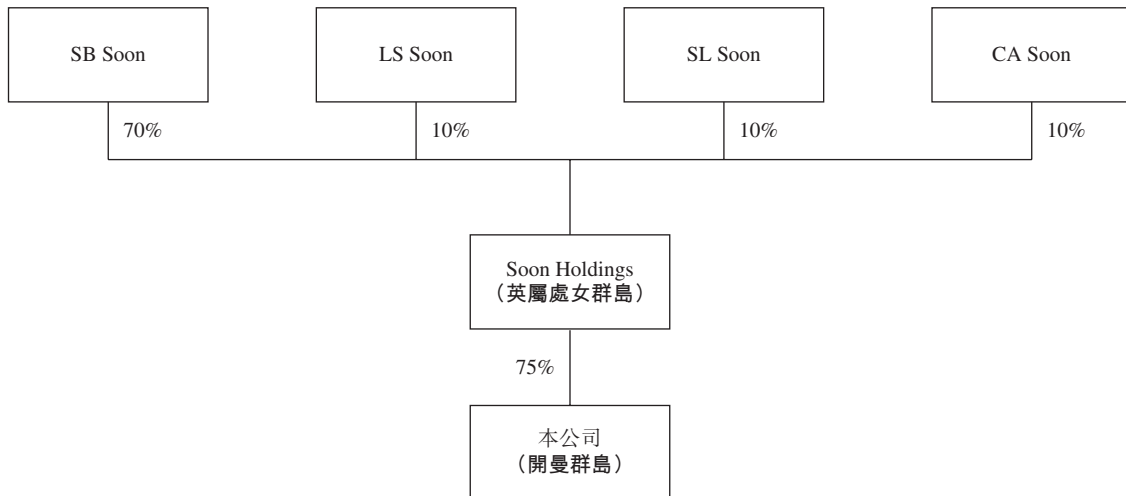 SB Soon
LS Soon
SL Soon
CA Soon
70%
10%
10%
10%
Soon Holdings
（英屬處女群島）
75%
本公司
（開曼群島）